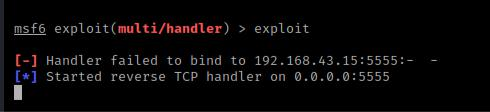 msf6 exploit(multi/handler) > exploit
[-] Handler failed to bind to 192.168.43.15:5555:-  -
[*] Started reverse TCP handler on 0.0.0.0:5555